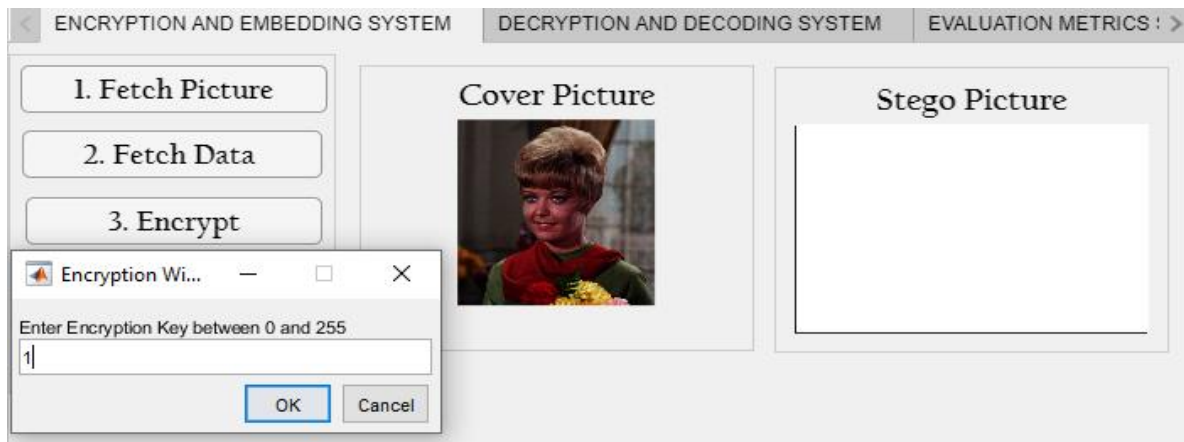 ENCRYPTION AND EMBEDDING SYSTEM
DECRYPTION AND DECODING SYSTEM
EVALUATION METRICS
1. Fetch Picture
2. Fetch Data
3. Encrypt
Cover Picture
Stego Picture
Encryption Wi...
Enter Encryption Key between 0 and 255
1
OK
Cancel